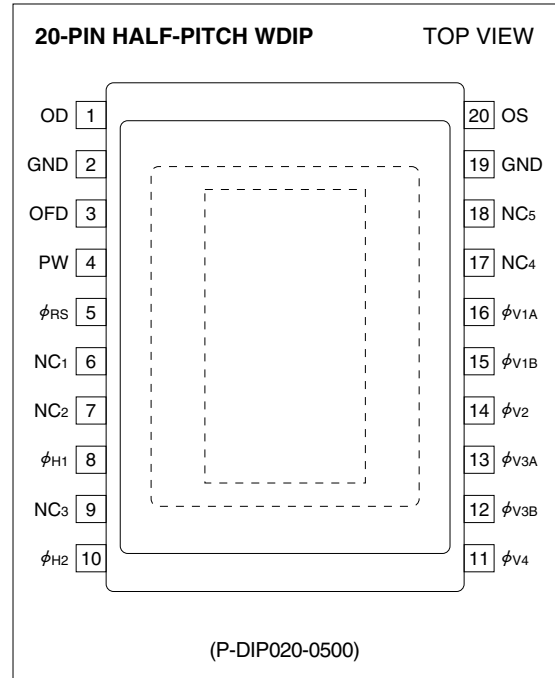 20-PIN HALF-PITCH WDIP TOP VIEW
OD 1 20 OS
GND 2 19 GND
OFD 3 18 NC5
PW 4 17 NC4
ϕRS 5 16 ϕV1A
NC1 6 15 ϕV1B
NC2 7 14 ϕV2
ϕH1 8 13 ϕV3A
NC3 9 12 ϕV3B
ϕH2 10 11 ϕV4
(P-DIP020-0500)